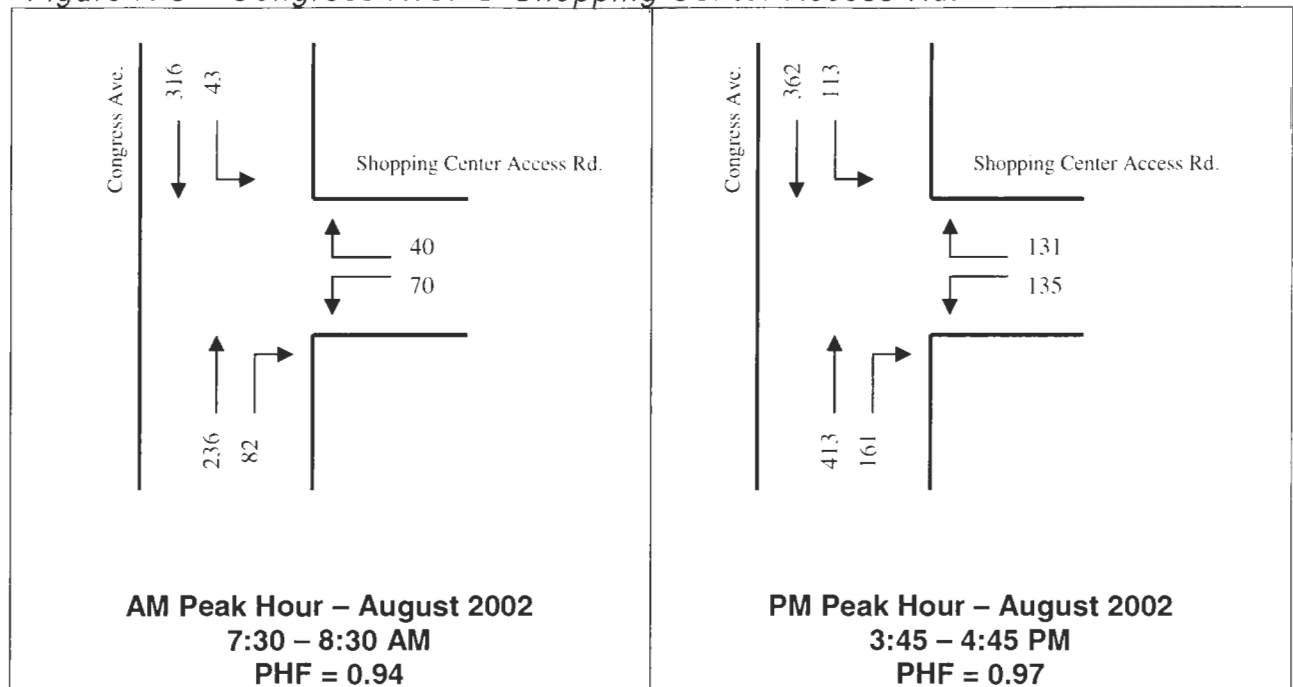 Congress Ave.
316
43
Shopping Center Access Rd.
40
70
236
82
AM Peak Hour – August 2002
7:30 – 8:30 AM
PHF = 0.94
Congress Ave.
362
113
Shopping Center Access Rd.
131
135
413
161
PM Peak Hour – August 2002
3:45 – 4:45 PM
PHF = 0.97